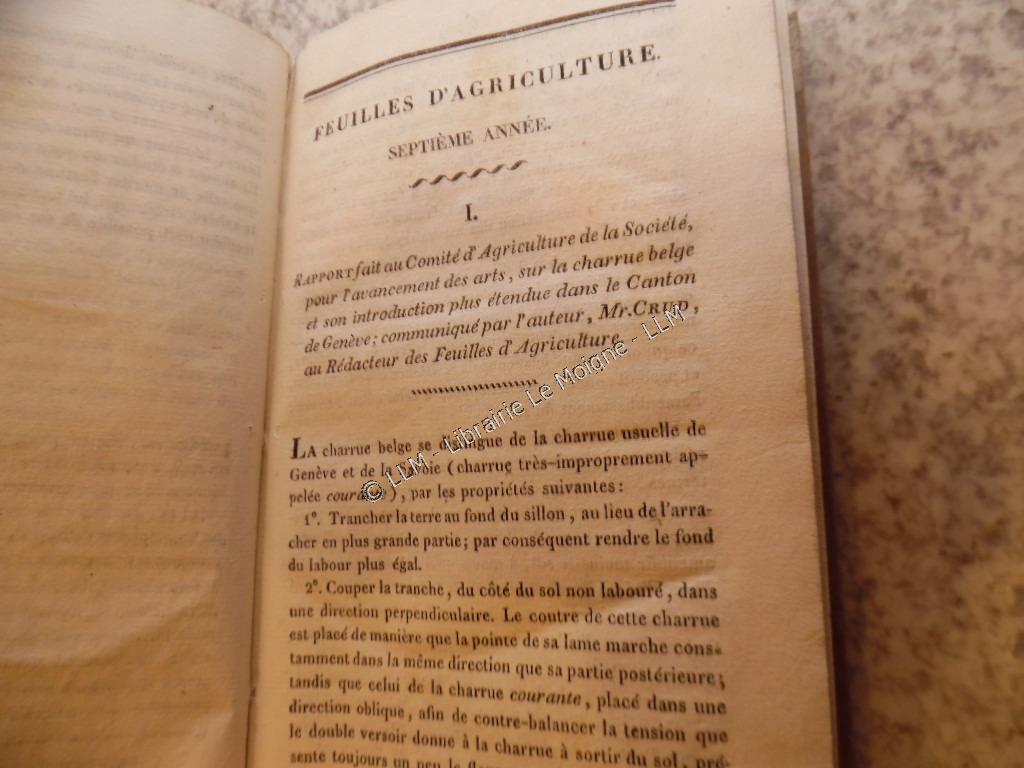 FEUILLES D'AGRICULTURE.
SEPTIÈME ANNÉE.
I.
RAPPORT fait au Comité d'Agriculture de la Société,
pour l'avancement des arts, sur la charrue belge
et son introduction plus étendue dans le Canton
de Genève; communiqué par l'auteur, Mr. CRUD,
au Rédacteur des Feuilles d'Agriculture.
LA charrue belge se distingue de la charrue usuelle de
Genève et de la Savoie (charrue très-improprement ap-
pelée courante), par les propriétés suivantes:
1°. Trancher la terre au fond du sillon, au lieu de l'arra-
cher en plus grande partie; par conséquent rendre le fond
du labour plus égal.
2°. Couper la tranche, du côté du sol non labouré, dans
une direction perpendiculaire. Le coutre de cette charrue
est placé de manière que la pointe de sa lame marche cons-
tamment dans la même direction que sa partie postérieure;
tandis que celui de la charrue courante, placé dans une
direction oblique, afin de contre-balancer la tension que
le double versoir donne à la charrue à sortir du sol, pré-
sente toujours un peu le
© LLM - Librairie Le Moigne - LLM